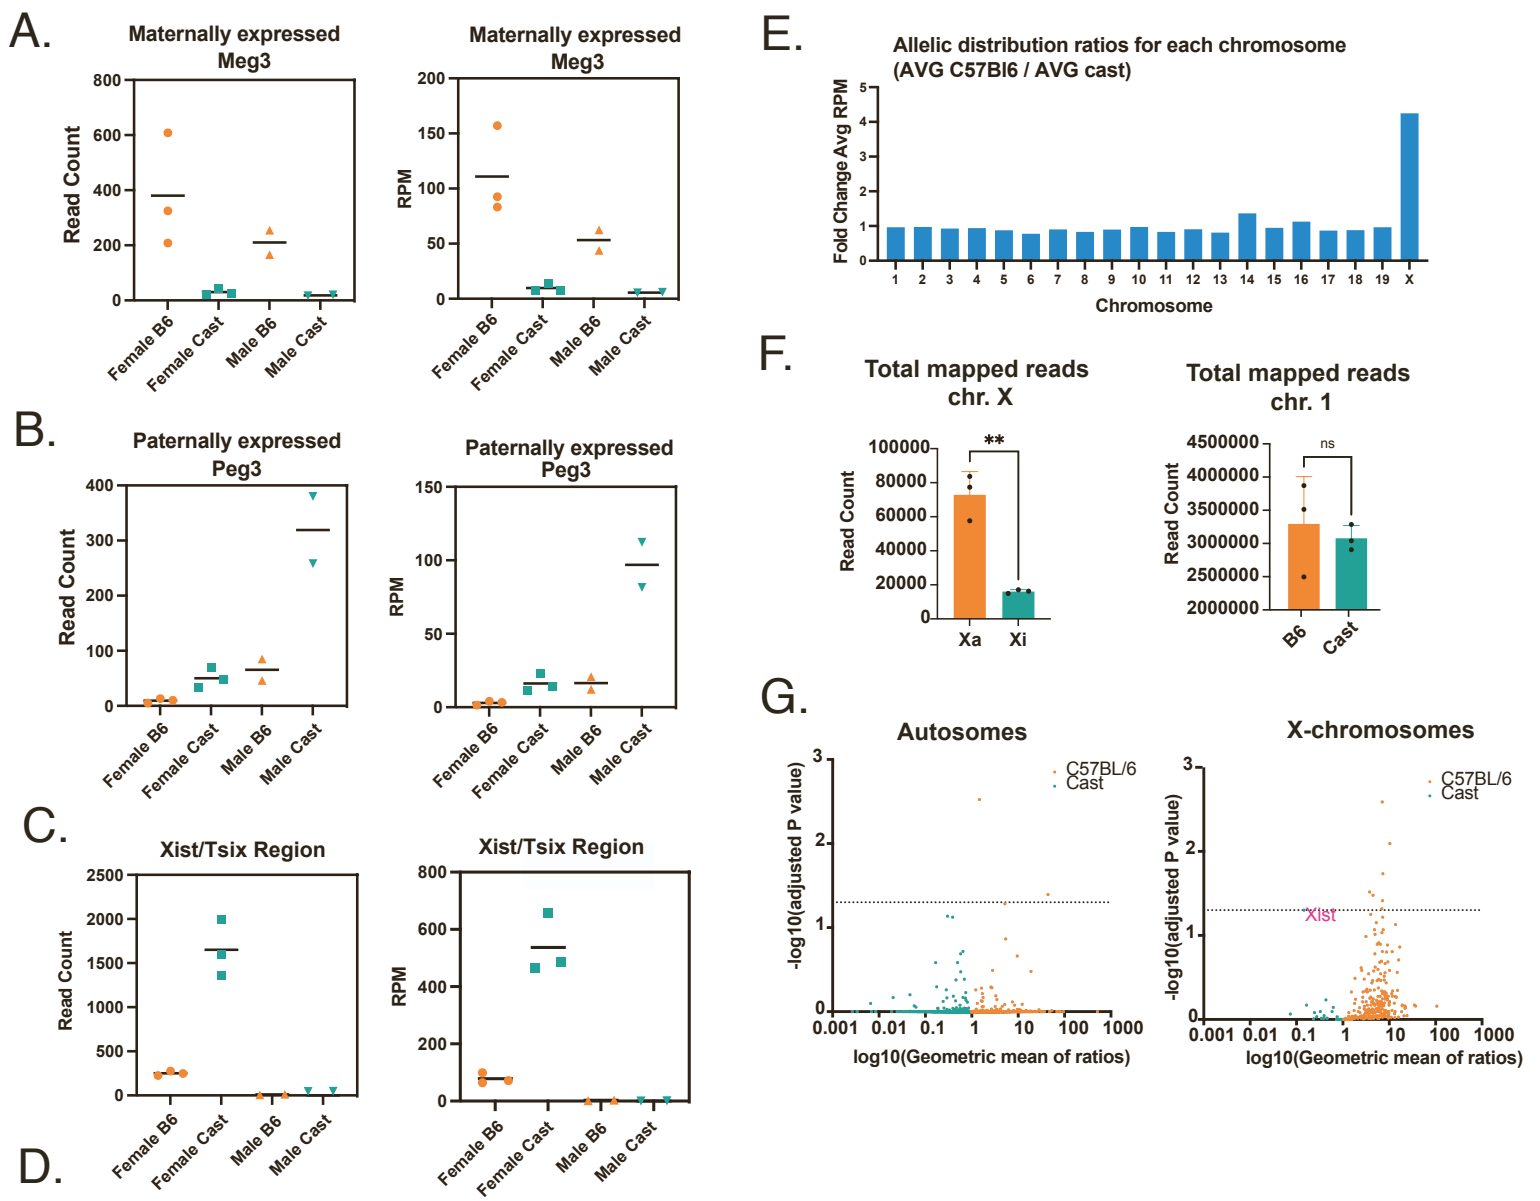 A.
Maternally expressed
Meg3
Read Count
800
600
400
200
0
Female B6
Female Cast
Male B6
Male Cast
Maternally expressed
Meg3
RPM
200
150
100
50
0
Female B6
Female Cast
Male B6
Male Cast
B.
Paternally expressed
Peg3
Read Count
400
300
200
100
0
Female B6
Female Cast
Male B6
Male Cast
Paternally expressed
Peg3
RPM
150
100
50
0
Female B6
Female Cast
Male B6
Male Cast
C.
Xist/Tsix Region
Read Count
2500
2000
1500
1000
500
0
Female B6
Female Cast
Male B6
Male Cast
Xist/Tsix Region
RPM
800
600
400
200
0
Female B6
Female Cast
Male B6
Male Cast
D.
E.
Allelic distribution ratios for each chromosome
(AVG C57Bl6 / AVG cast)
Fold Change Avg RPM
5
4
3
2
1
0
1 2 3 4 5 6 7 8 9 10 11 12 13 14 15 16 17 18 19 X
Chromosome
F.
Total mapped reads
chr. X
Read Count
100000
80000
60000
40000
20000
0
**
Xa Xi
Total mapped reads
chr. 1
Read Count
4500000
4000000
3500000
3000000
2500000
2000000
ns
B6 Cast
G.
Autosomes
-log10(adjusted P value)
3
2
1
0
C57BL/6
Cast
0.001 0.01 0.1 1 10 100 1000
log10(Geometric mean of ratios)
X-chromosomes
-log10(adjusted P value)
3
2
1
0
C57BL/6
Cast
Xist
0.001 0.01 0.1 1 10 100 1000
log10(Geometric mean of ratios)